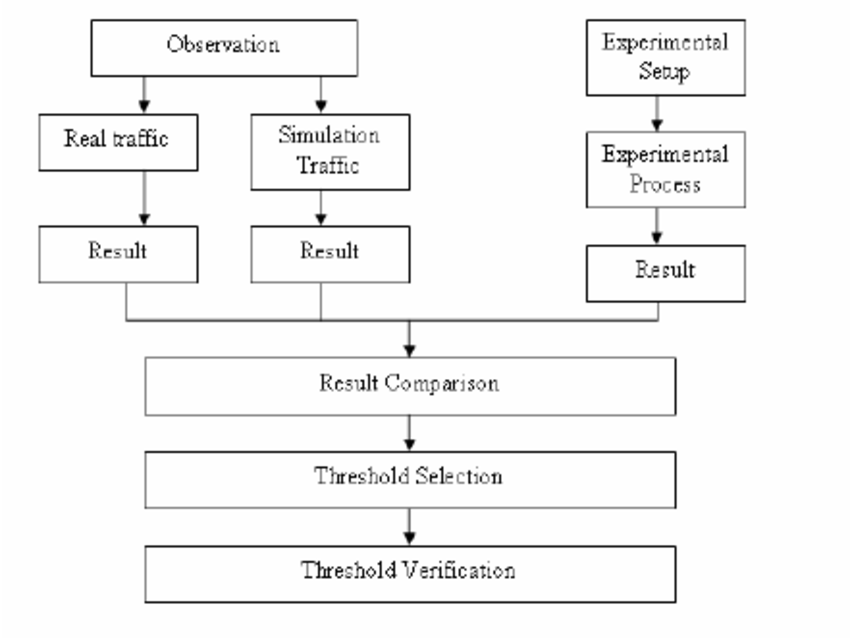 Observation
Experimental
Setup
Real traffic
Simulation
Traffic
Experimental
Process
Result
Result
Result
Result Comparison
Threshold Selection
Threshold Verification